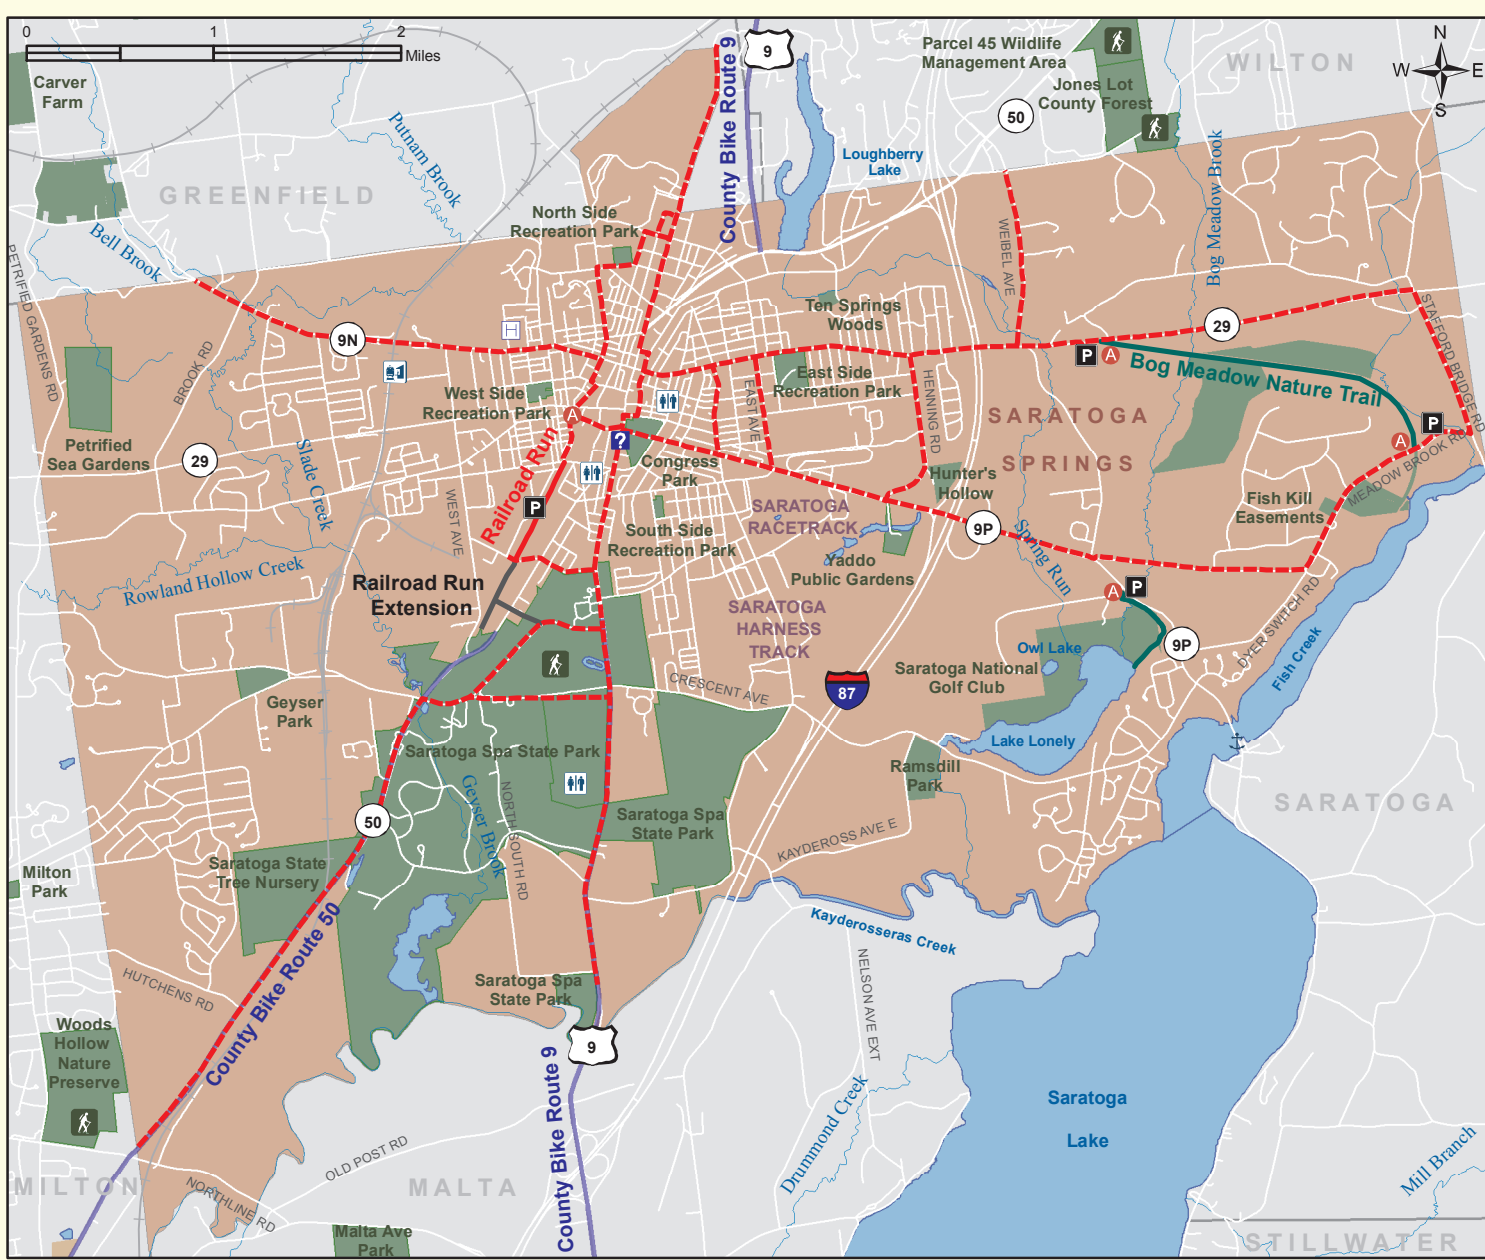 0 1 2
Miles
N
W E
S
Carver
Farm
Putnam Brook
GREENFIELD
Bell Brook
North Side
Recreation Park
County Bike Route 9
9
Loughberry
Lake
Parcel 45 Wildlife
Management Area
Jones Lot
County Forest
50
WILTON
Bog Meadow Brook
WEIBEL AVE
PETRIFIED GARDENS RD
BROOK RD
9N
H
Ten Springs
Woods
29
P
A
Bog Meadow Nature Trail
STAFFORD BRIDGE RD
West Side
Recreation Park
A
East Side
Recreation Park
EAST AVE
HENNING RD
SARATOGA
SPRINGS
P
A
MEADOW BROOK RD
Petrified
Sea Gardens
29
Slade Creek
WEST AVE
Railroad Run
P
?
Congress
Park
Hunter's
Hollow
Fish Kill
Easements
SARATOGA
RACETRACK
South Side
Recreation Park
9P
Spring Run
Yaddo
Public Gardens
Rowland Hollow Creek
Railroad Run
Extension
SARATOGA
HARNESS
TRACK
A
P
9P
DYER SWITCH RD
Fish Creek
Owl Lake
Saratoga National
Golf Club
87
CRESCENT AVE
Geyser
Park
Lake Lonely
Saratoga Spa State Park
Geyser Brook
NORTH SOUTH RD
Ramsdill
Park
SARATOGA
50
Saratoga Spa
State Park
KAYDEROSS AVE E
Saratoga State
Tree Nursery
Milton
Park
County Bike Route 50
Kayderosseras Creek
HUTCHENS RD
Saratoga Spa
State Park
NELSON AVE EXT
Woods
Hollow
Nature
Preserve
9
County Bike Route 9
Drummond Creek
Saratoga
Lake
OLD POST RD
Mill Branch
MILTON
NORTHLINE RD
MALTA
Malta Ave
Park
STILLWATER